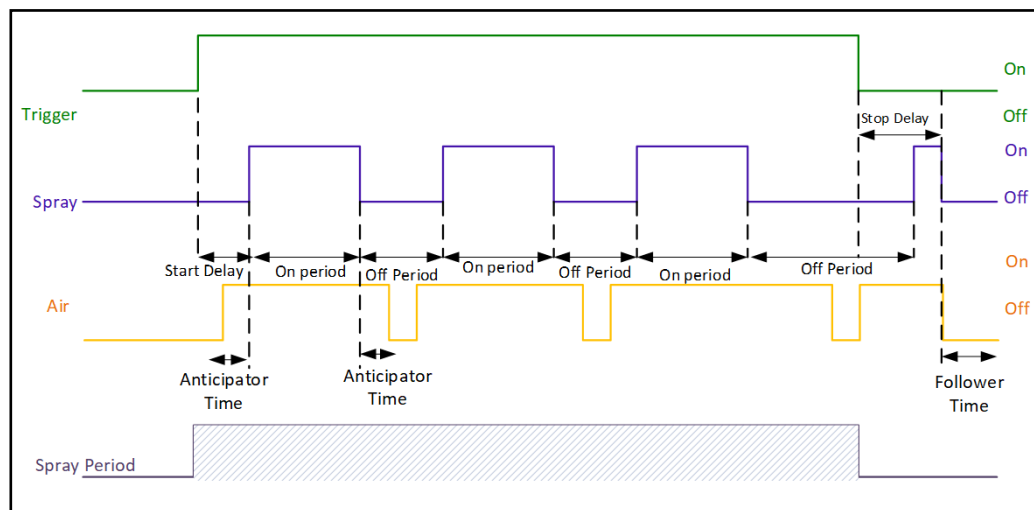 On
Trigger
Off
Stop Delay
On
Spray
Off
Start Delay
On period
Off Period
On period
Off Period
On period
Off Period
On
Air
Off
Anticipator
Time
Anticipator
Time
Follower
Time
Spray Period